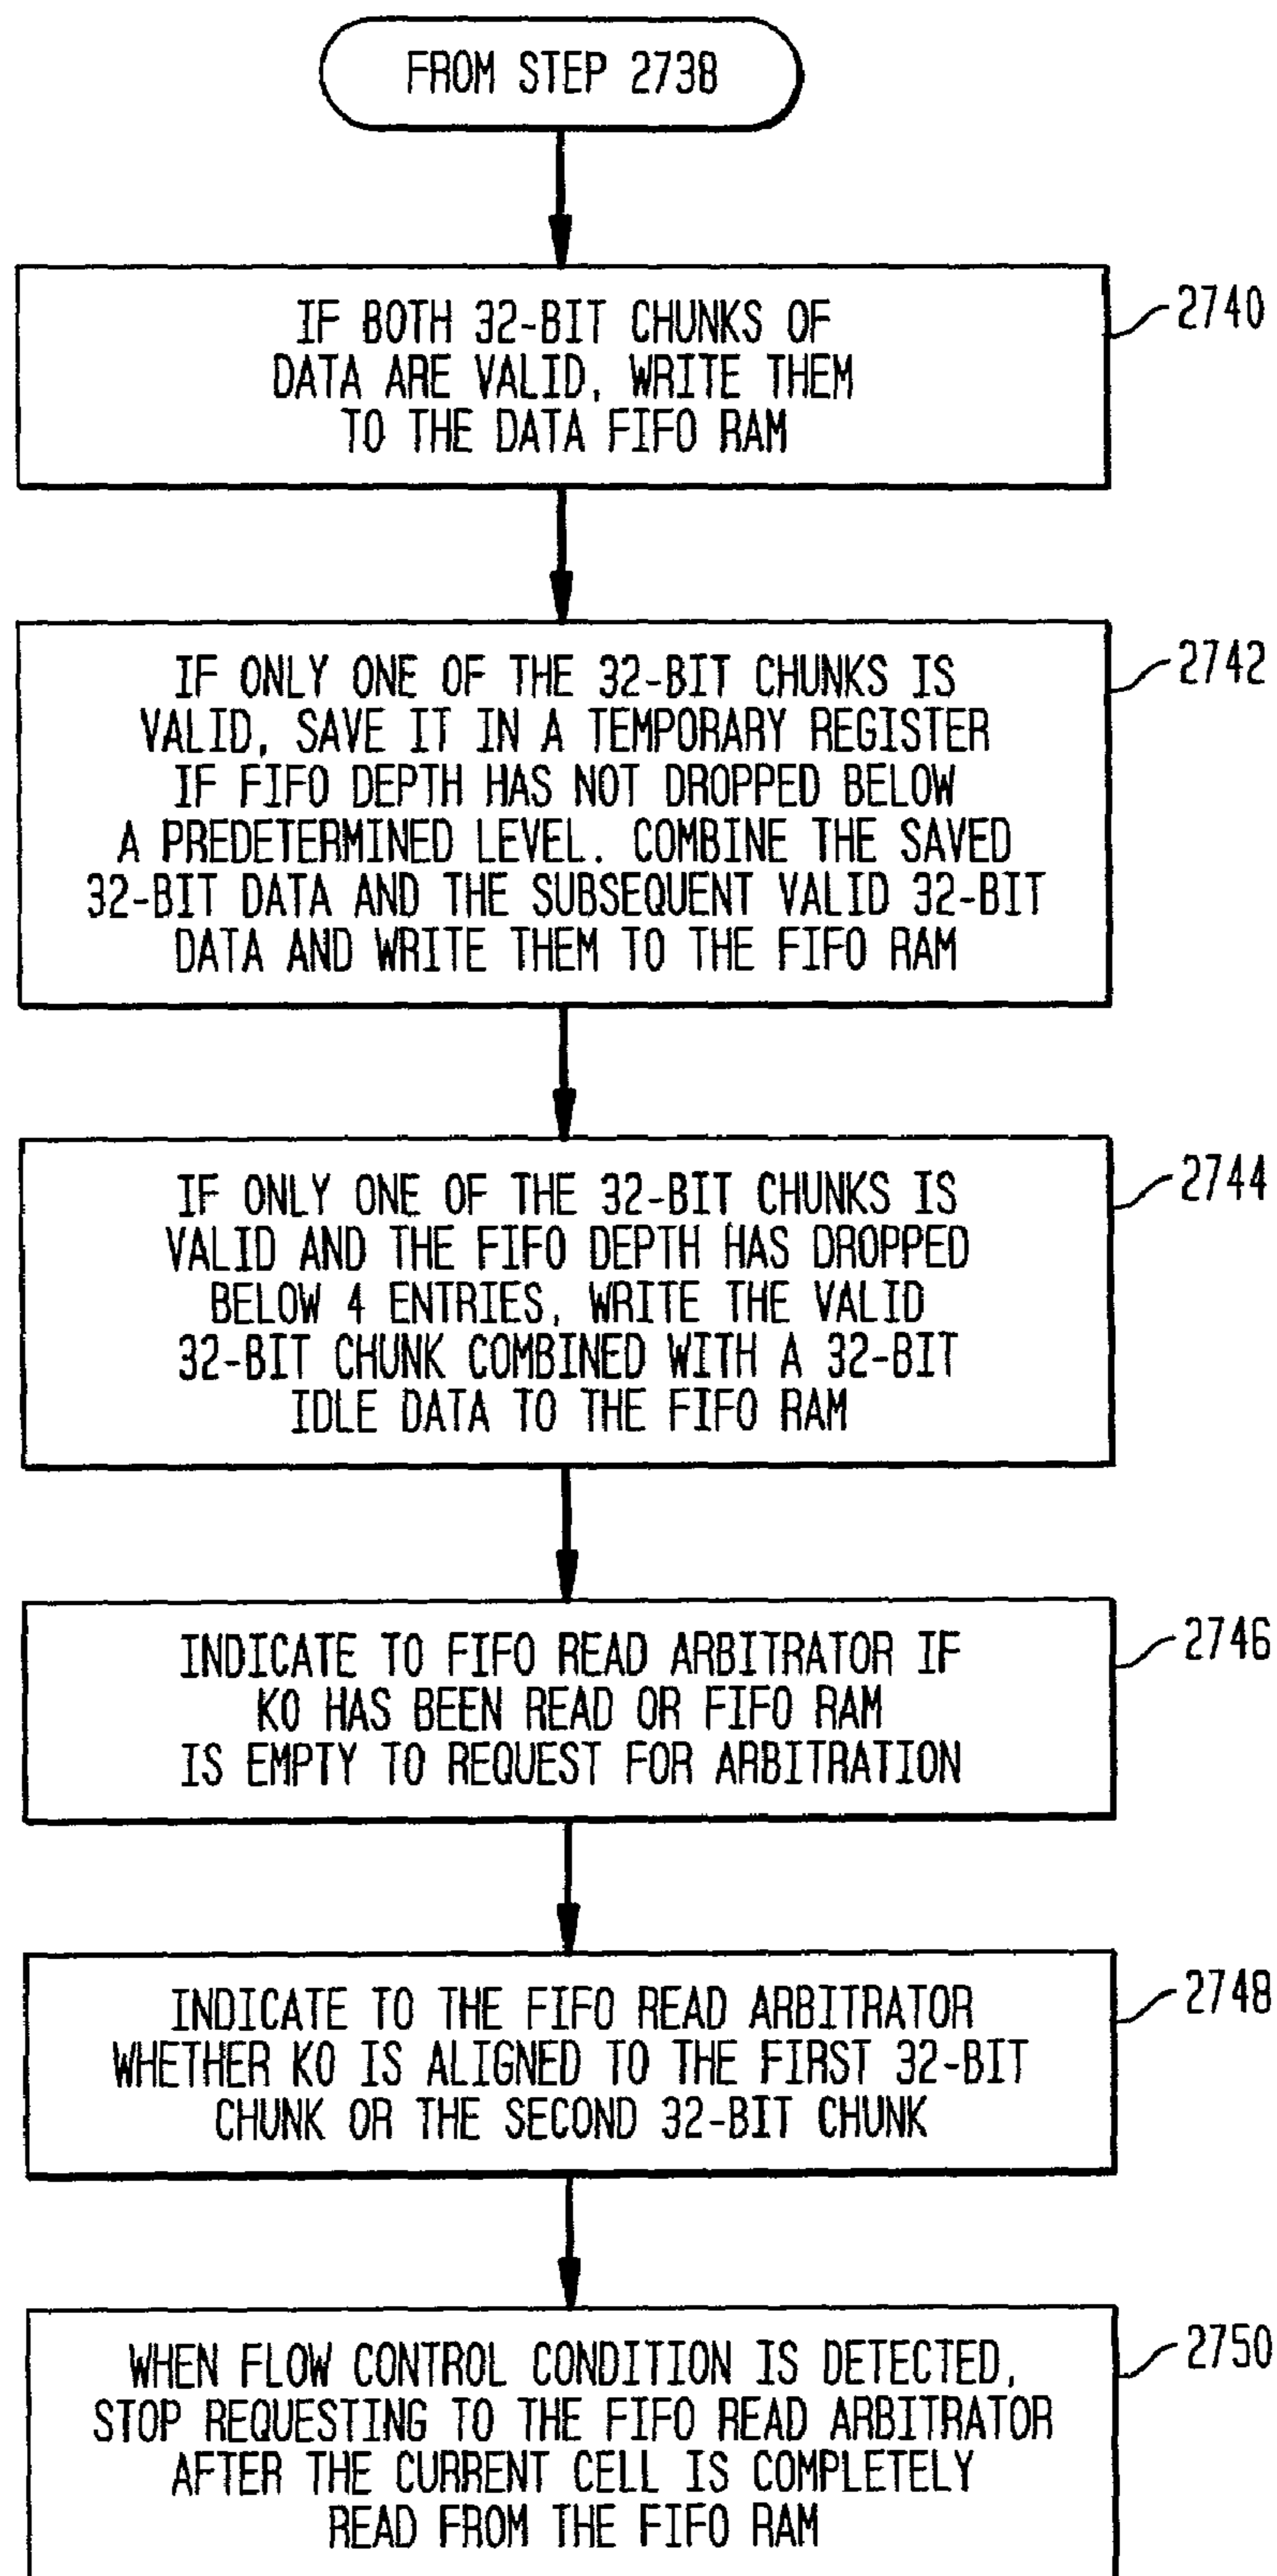 FROM STEP 2738
IF BOTH 32-BIT CHUNKS OF
DATA ARE VALID, WRITE THEM
TO THE DATA FIFO RAM
2740
IF ONLY ONE OF THE 32-BIT CHUNKS IS
VALID, SAVE IT IN A TEMPORARY REGISTER
IF FIFO DEPTH HAS NOT DROPPED BELOW
A PREDETERMINED LEVEL. COMBINE THE SAVED
32-BIT DATA AND THE SUBSEQUENT VALID 32-BIT
DATA AND WRITE THEM TO THE FIFO RAM
2742
IF ONLY ONE OF THE 32-BIT CHUNKS IS
VALID AND THE FIFO DEPTH HAS DROPPED
BELOW 4 ENTRIES, WRITE THE VALID
32-BIT CHUNK COMBINED WITH A 32-BIT
IDLE DATA TO THE FIFO RAM
2744
INDICATE TO FIFO READ ARBITRATOR IF
K0 HAS BEEN READ OR FIFO RAM
IS EMPTY TO REQUEST FOR ARBITRATION
2746
INDICATE TO THE FIFO READ ARBITRATOR
WHETHER K0 IS ALIGNED TO THE FIRST 32-BIT
CHUNK OR THE SECOND 32-BIT CHUNK
2748
WHEN FLOW CONTROL CONDITION IS DETECTED,
STOP REQUESTING TO THE FIFO READ ARBITRATOR
AFTER THE CURRENT CELL IS COMPLETELY
READ FROM THE FIFO RAM
2750